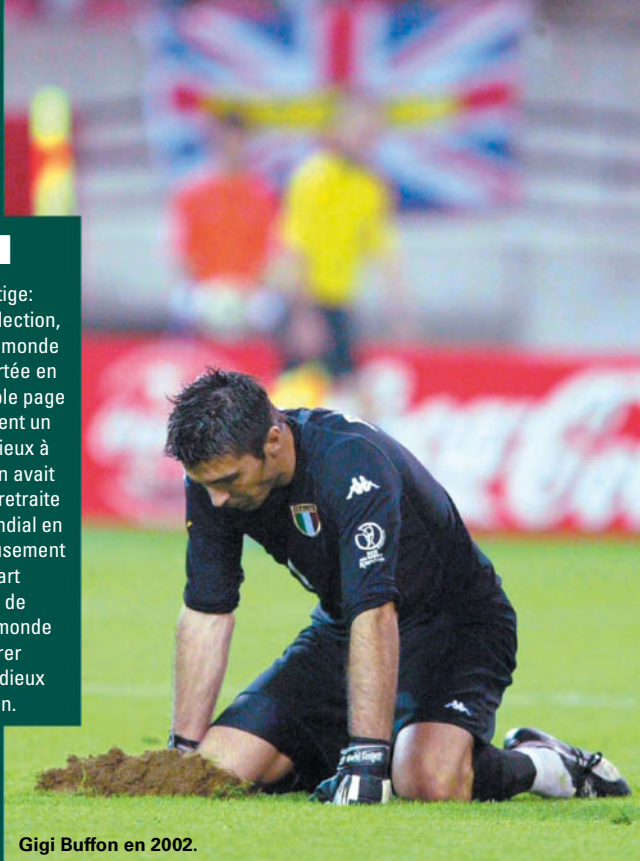 tige:
lection,
monde
rtée en
ole page
ent un
ieux à
n avait
retraite
ndial en
usement
art
de
monde
rer
dieux
n.
Gigi Buffon en 2002.